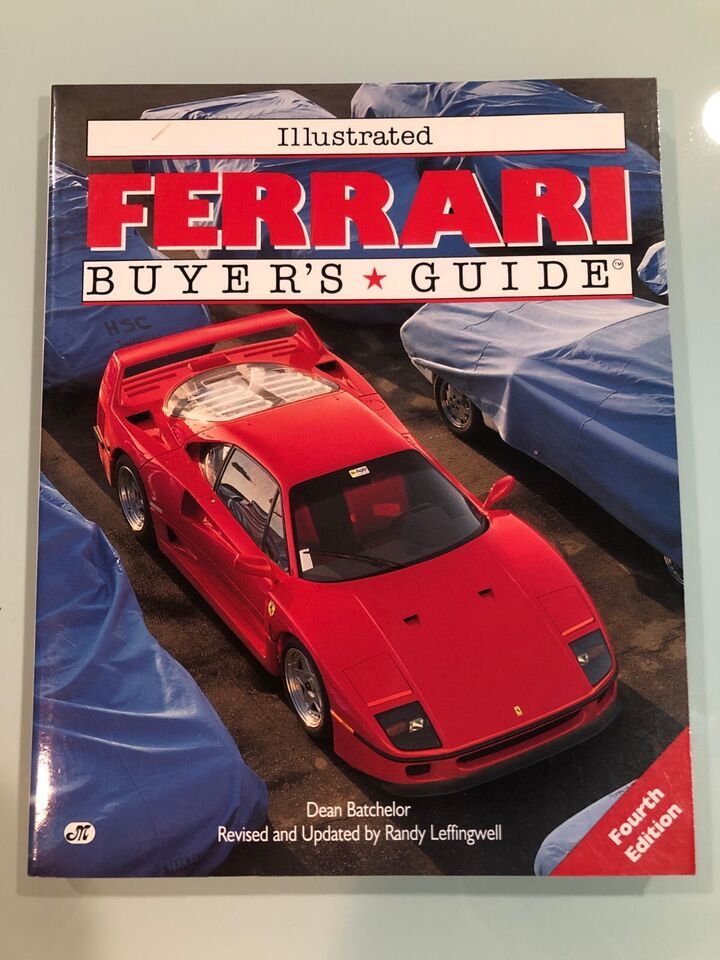 Illustrated
FERRARI
BUYER'S ★ GUIDE™
HSC
Dean Batchelor
Revised and Updated by Randy Leffingwell
Fourth
Edition
M